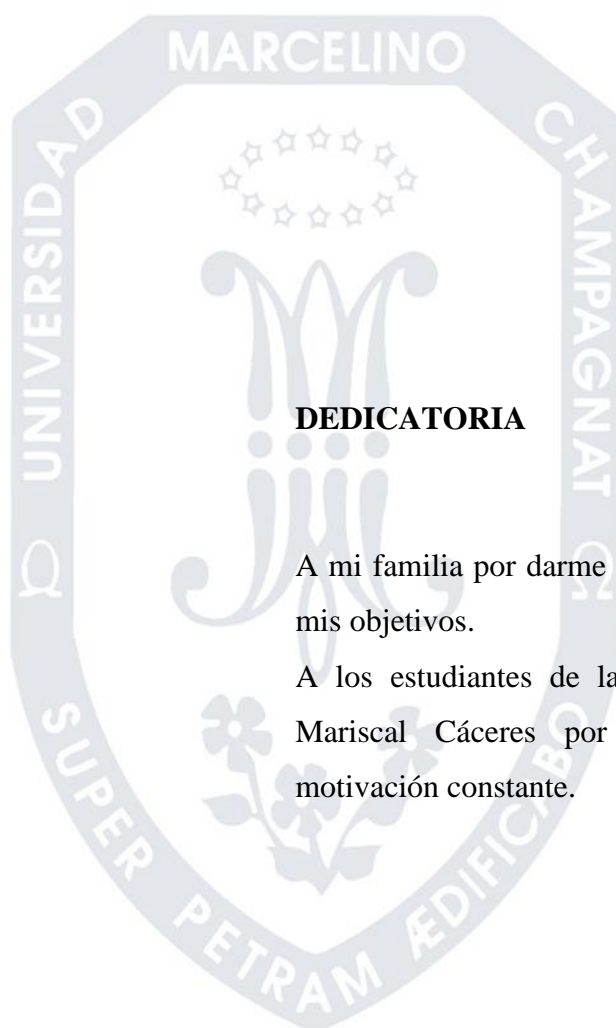 UNIVERSIDAD MARCELINO CHAMPAGNAT
SUPER PETRAM ÆDIFICABO
DEDICATORIA
A mi familia por darme
mis objetivos.
A los estudiantes de la
Mariscal Cáceres por
motivación constante.